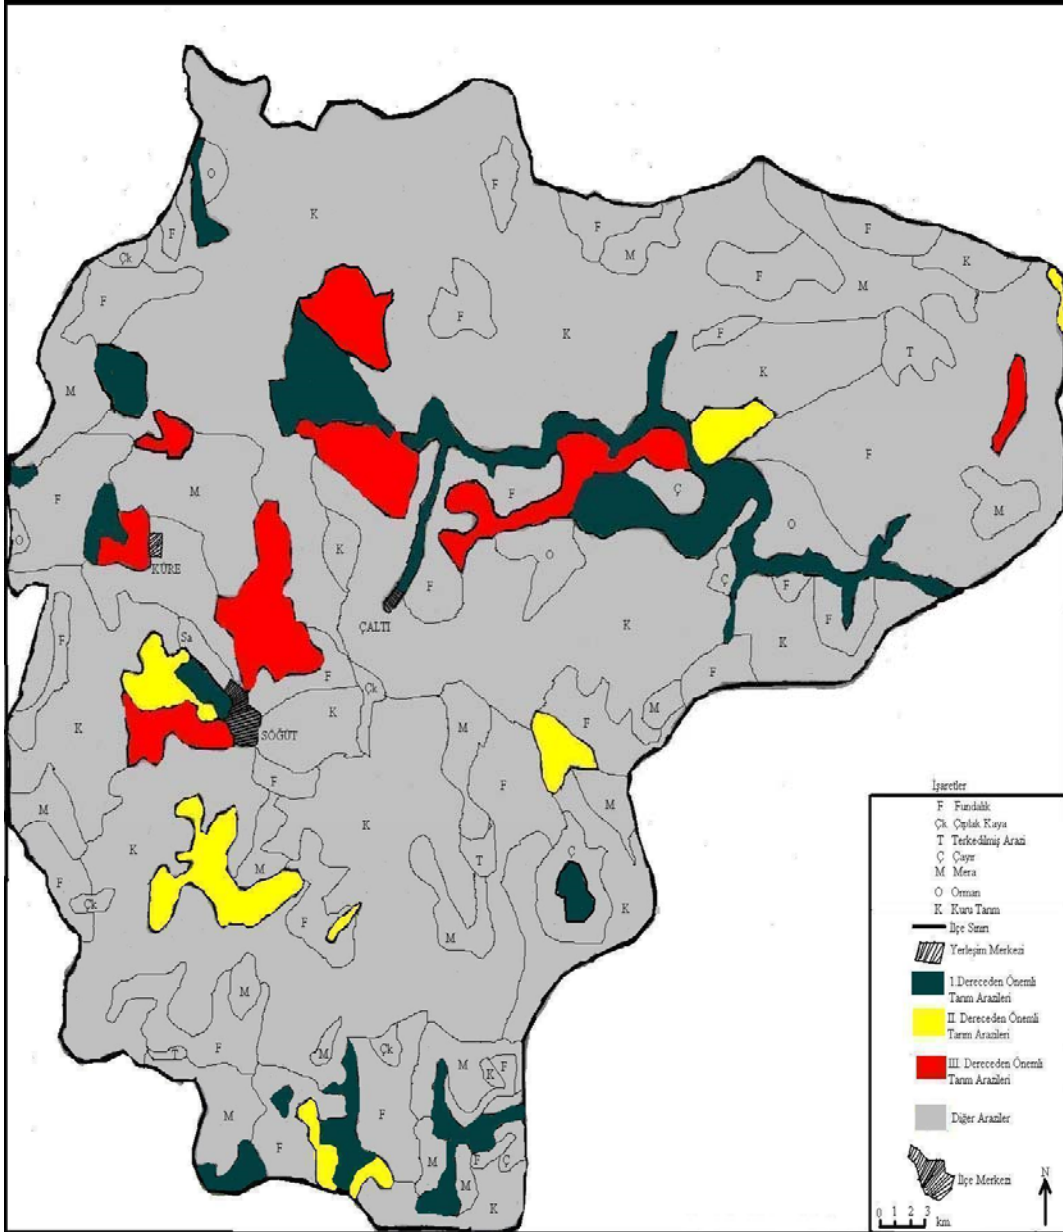 O
F
K
F
F
Çk
F
F
M
F
K
F
M
F
F
K
F
T
K
M
M
F
F
F
Ç
M
O
O
KÜRE
K
O
F
Ç
F
F
ÇALTI
K
K
F
Sa
F
Çk
F
M
K
SÖĞÜT
K
M
F
F
F
M
M
K
K
M
T
Ç
F
Çk
F
K
M
M
T
F
M
Çk
M
F
K
M
F
F
M
F
Ç
M
K
İşaretler
F Fundalık
Çk Çıplak Kaya
T Terkedilmiş Arazi
Ç Çayır
M Mera
O Orman
K Kuru Tarım
İlçe Sınırı
Yerleşim Merkezi
I.Dereceden Önemli
Tarım Arazileri
II. Dereceden Önemli
Tarım Arazileri
III. Dereceden Önemli
Tarım Arazileri
Diğer Araziler
İlçe Merkezi
N
0 1 2 3
km.